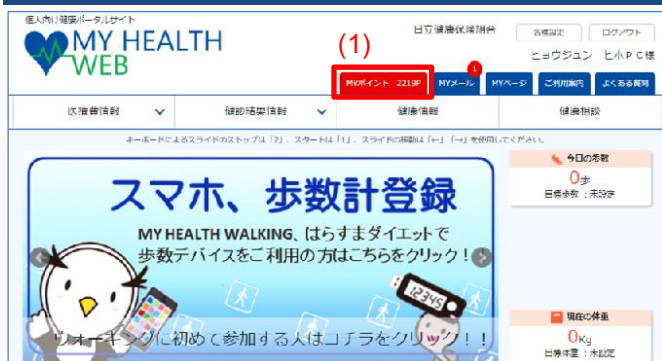 個人向け健康ポータルサイト
MY HEALTH
WEB
(1)
日立健康保険組合
各種設定
ログアウト
ヒョウジュン ヒホPC様
1
MYポイント 2219P
MYメール
MYページ
ご利用案内
よくある質問
医療費情報
健診結果情報
健康情報
健康相談
キーボードによるスライドのストップは「2」、スタートは「1」、スライドの移動は「←」「→」を使用してください。
スマホ、歩数計登録
MY HEALTH WALKING、はらすまダイエットで
歩数デバイスをご利用の方はこちらをクリック!
12345
ウォーキングに初めて参加する人はコチラをクリック!!
今日の歩数
0歩
目標歩数:未設定
現在の体重
0Kg
目標体重:未設定